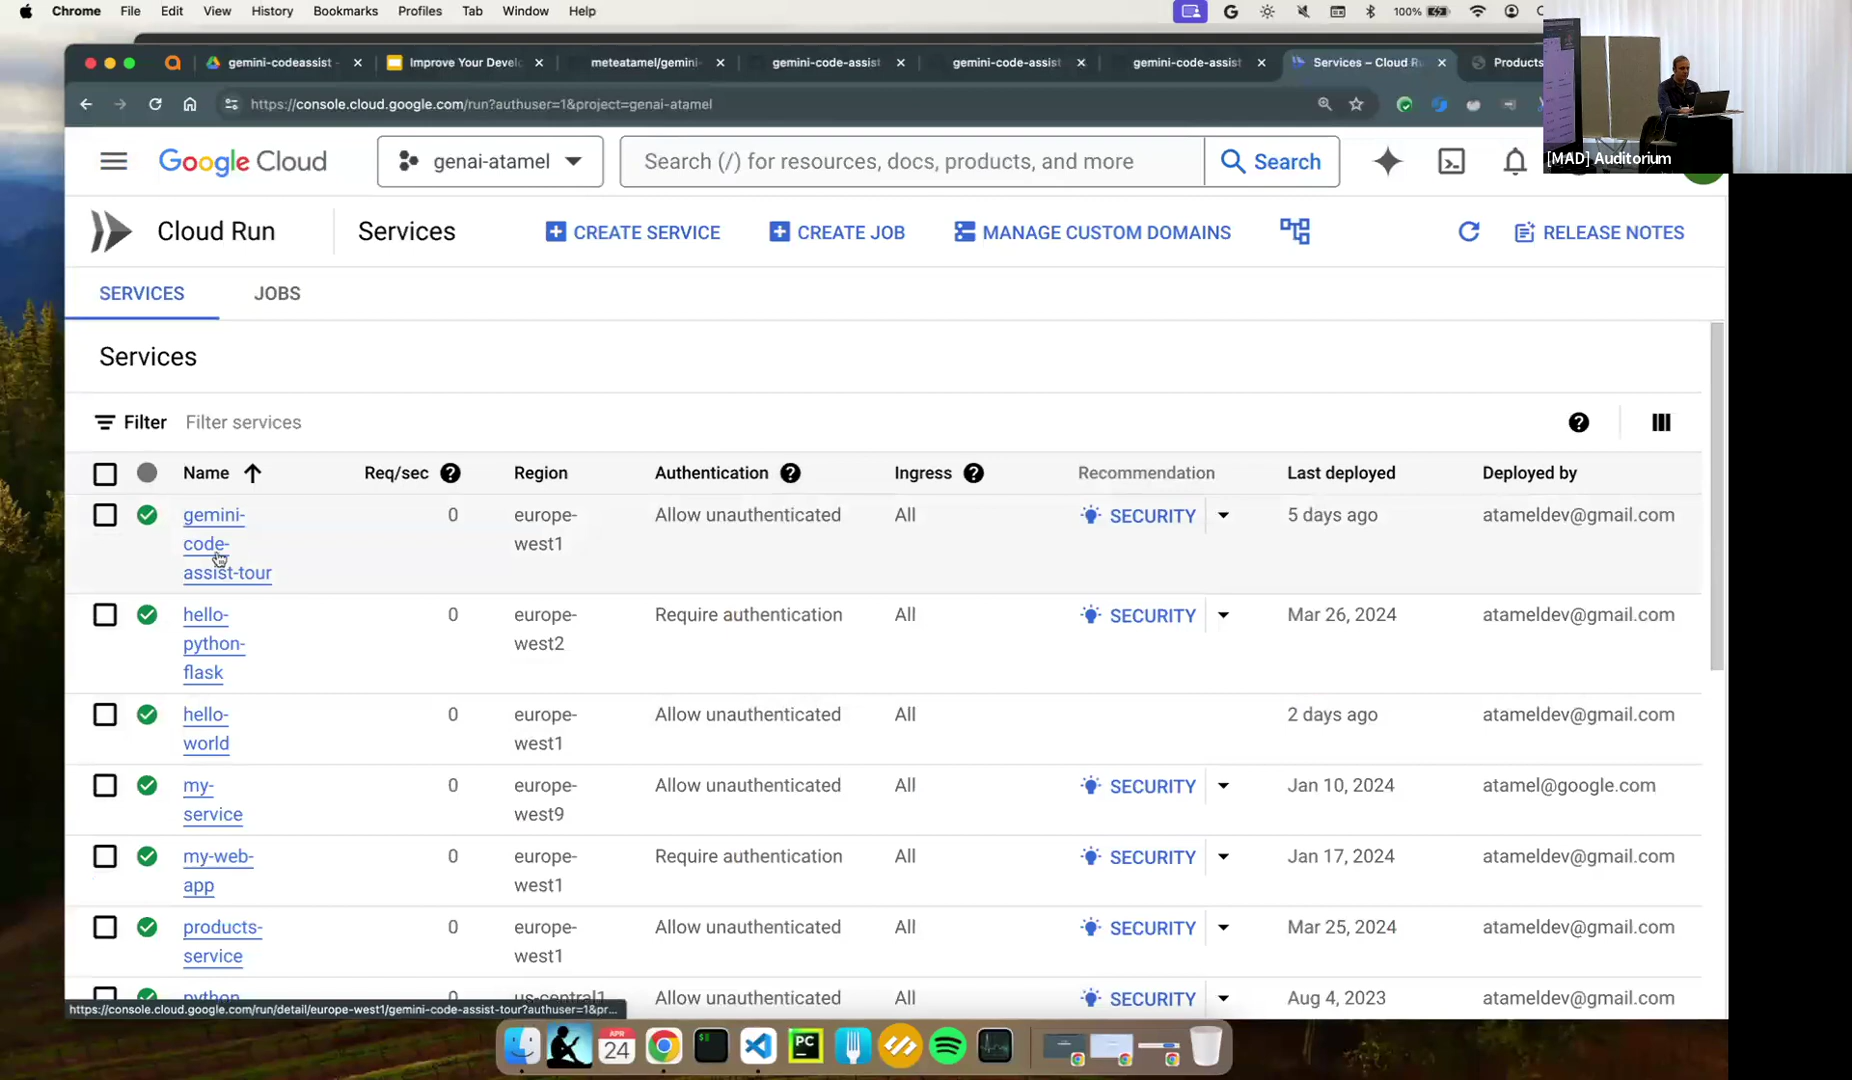 Chrome File Edit View History Bookmarks Profiles Tab Window Help 100%
gemini-codeassist - Improve Your Devel meteatamel/gemini- gemini-code-assist gemini-code-assist gemini-code-assist Services – Cloud Ru Products
https://console.cloud.google.com/run?authuser=1&project=genai-atamel
[MAD] Auditorium
Google Cloud genai-atamel Search (/) for resources, docs, products, and more Search
Cloud Run Services CREATE SERVICE CREATE JOB MANAGE CUSTOM DOMAINS RELEASE NOTES
SERVICES JOBS
Services
Filter Filter services
Name Req/sec Region Authentication Ingress Recommendation Last deployed Deployed by
gemini- 0 europe- Allow unauthenticated All SECURITY 5 days ago atameldev@gmail.com
code- west1
assist-tour
hello- 0 europe- Require authentication All SECURITY Mar 26, 2024 atameldev@gmail.com
python- west2
flask
hello- 0 europe- Allow unauthenticated All 2 days ago atameldev@gmail.com
world west1
my- 0 europe- Allow unauthenticated All SECURITY Jan 10, 2024 atamel@google.com
service west9
my-web- 0 europe- Require authentication All SECURITY Jan 17, 2024 atameldev@gmail.com
app west1
products- 0 europe- Allow unauthenticated All SECURITY Mar 25, 2024 atameldev@gmail.com
service west1
python 0 us-central1 Allow unauthenticated All SECURITY Aug 4, 2023 atameldev@gmail.com
https://console.cloud.google.com/run/detail/europe-west1/gemini-code-assist-tour?authuser=1&pr...
APR
24
PC